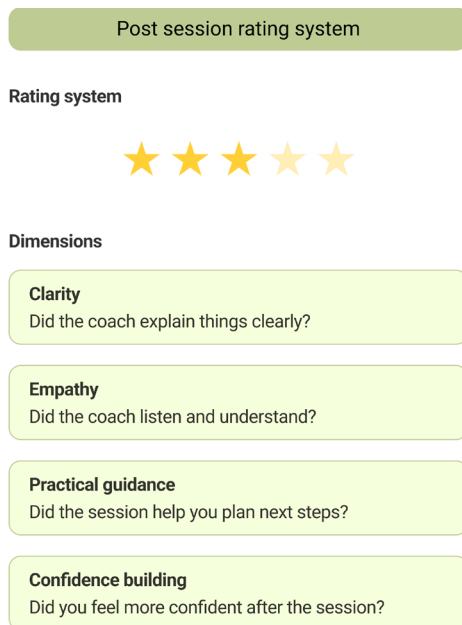 Post session rating system
Rating system
Dimensions
Clarity
Did the coach explain things clearly?
Empathy
Did the coach listen and understand?
Practical guidance
Did the session help you plan next steps?
Confidence building
Did you feel more confident after the session?